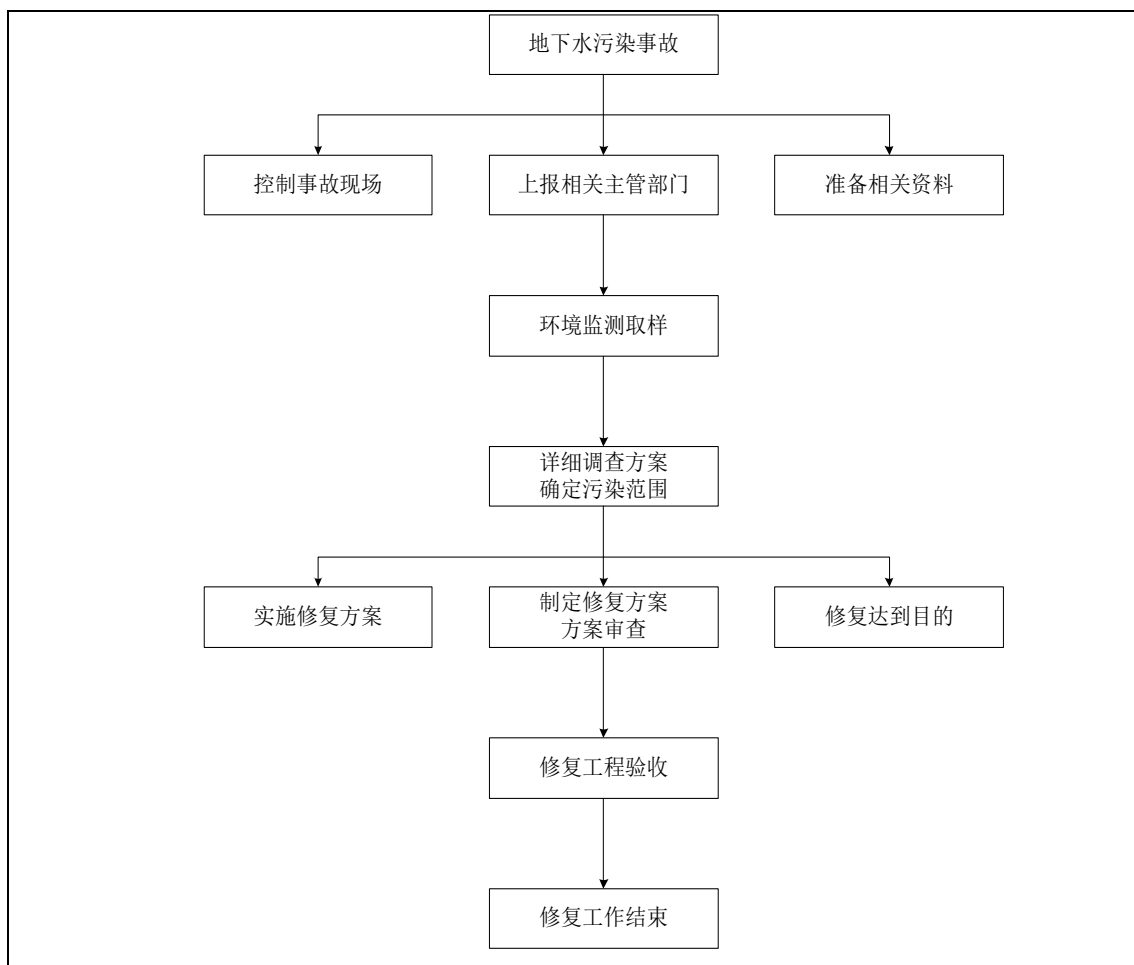 地下水污染事故
控制事故现场
上报相关主管部门
准备相关资料
环境监测取样
详细调查方案
确定污染范围
实施修复方案
制定修复方案
方案审查
修复达到目的
修复工程验收
修复工作结束